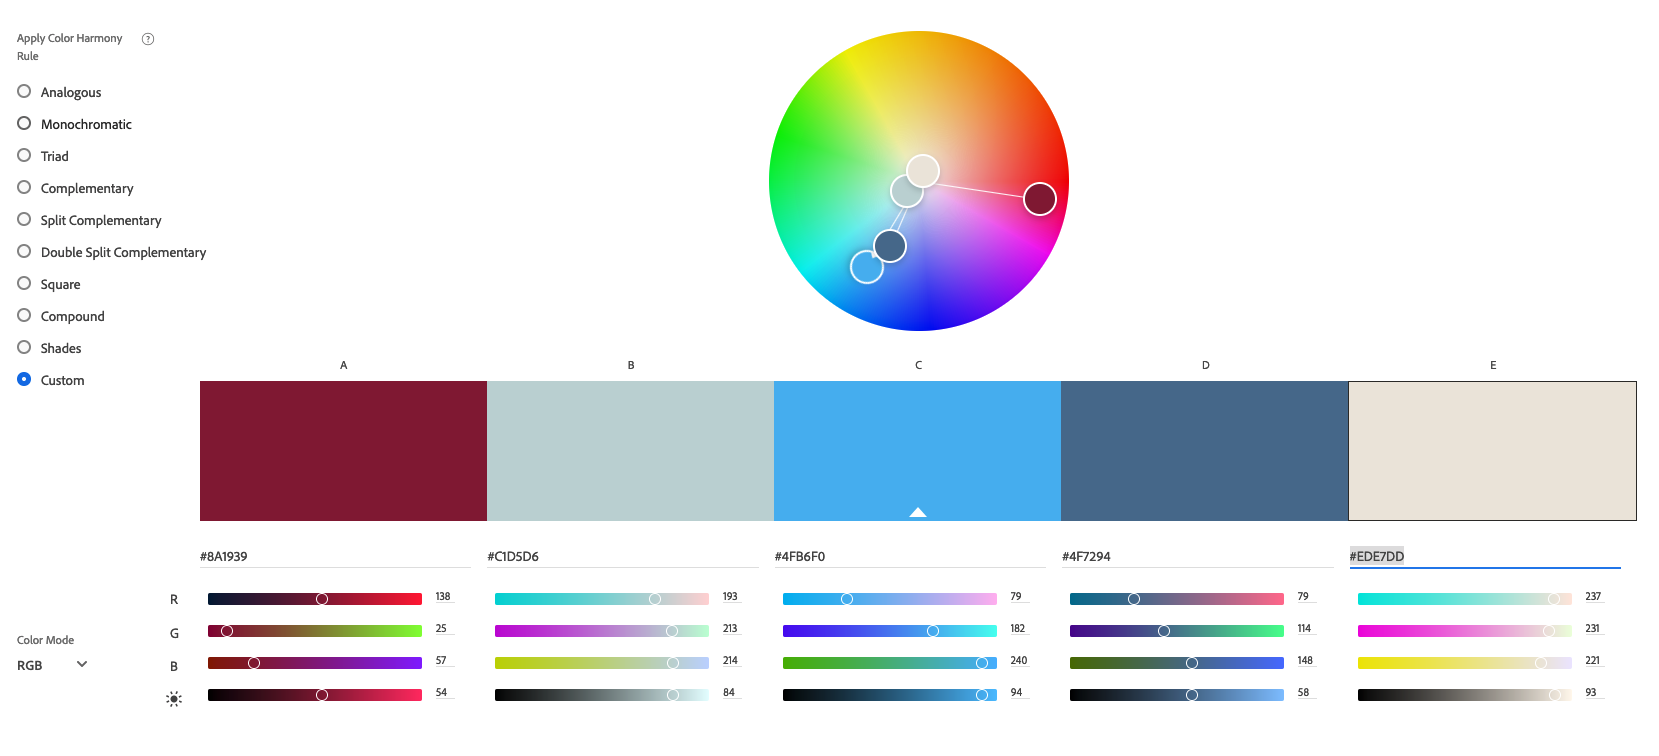 Apply Color Harmony
Rule
?
Analogous
Monochromatic
Triad
Complementary
Split Complementary
Double Split Complementary
Square
Compound
Shades
Custom
A B C D E
#8A1939 #C1D5D6 #4FB6F0 #4F7294 #EDE7DD
R 138 193 79 79 237
G 25 213 182 114 231
Color Mode
RGB
B 57 214 240 148 221
54 84 94 58 93